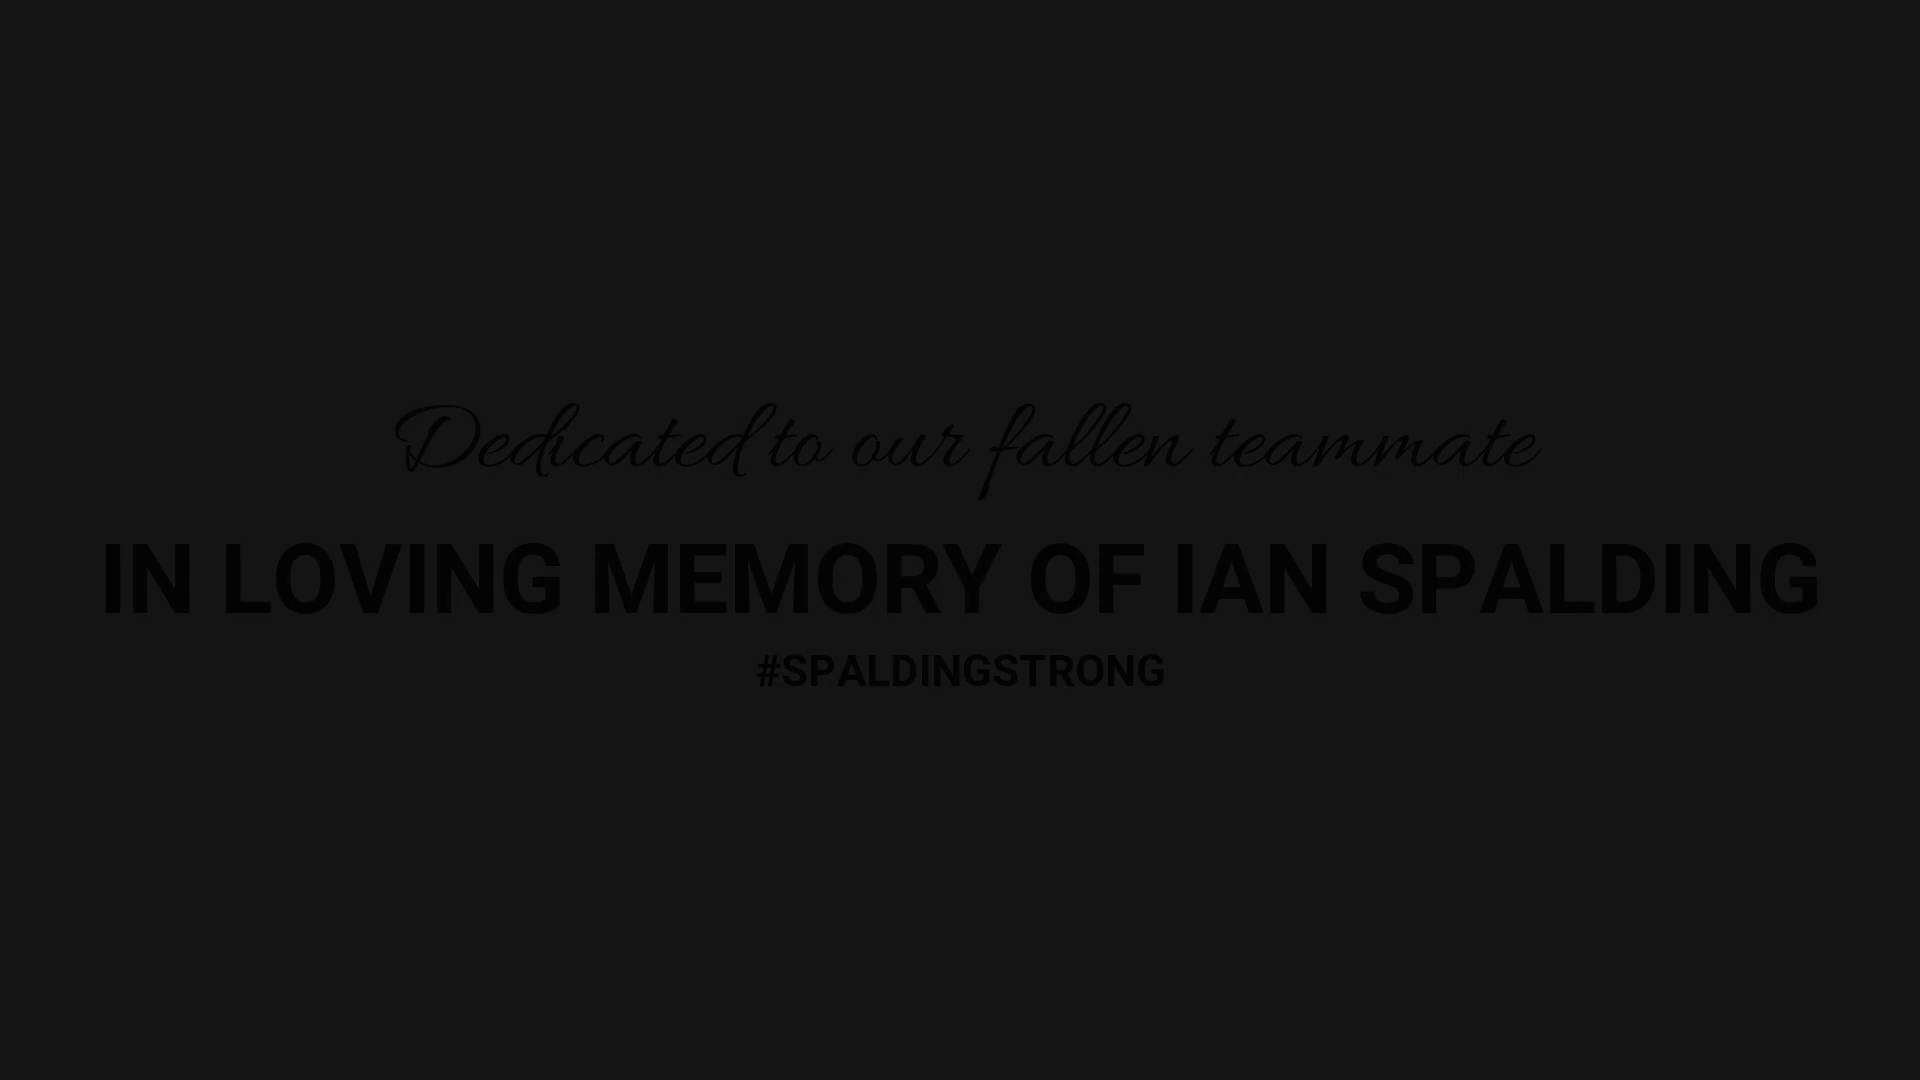 Dedicated to our fallen teammate
IN LOVING MEMORY OF IAN SPALDING
#SPALDINGSTRONG